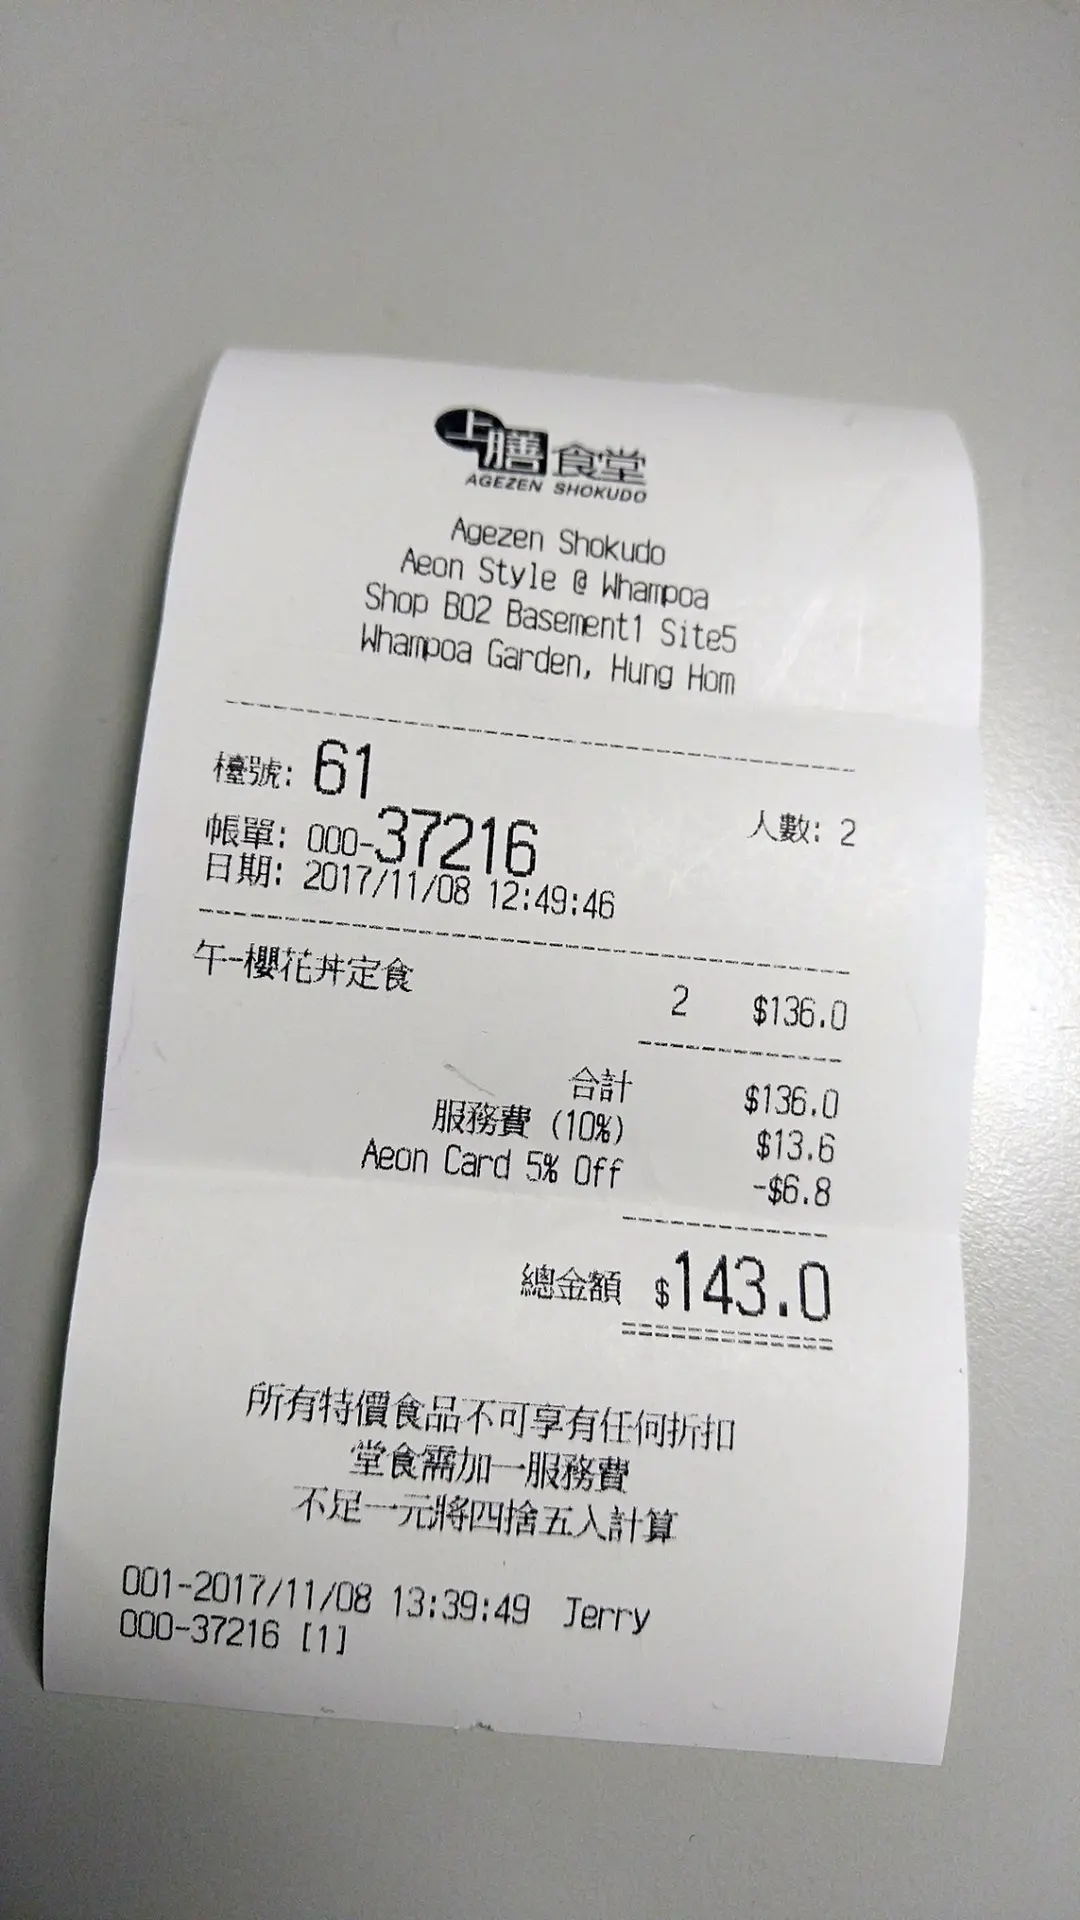 上膳食堂
AGEZEN SHOKUDO
Agezen Shokudo
Aeon Style @ Whampoa
Shop B02 Basement1 Site5
Whampoa Garden, Hung Hom
檯號: 61
人數: 2
帳單: 000-37216
日期: 2017/11/08 12:49:46
午-櫻花丼定食 2 $136.0
合計 $136.0
服務費 (10%) $13.6
Aeon Card 5% Off -$6.8
總金額 $143.0
所有特價食品不可享有任何折扣
堂食需加一服務費
不足一元將四捨五入計算
001-2017/11/08 13:39:49 Jerry
000-37216 [1]